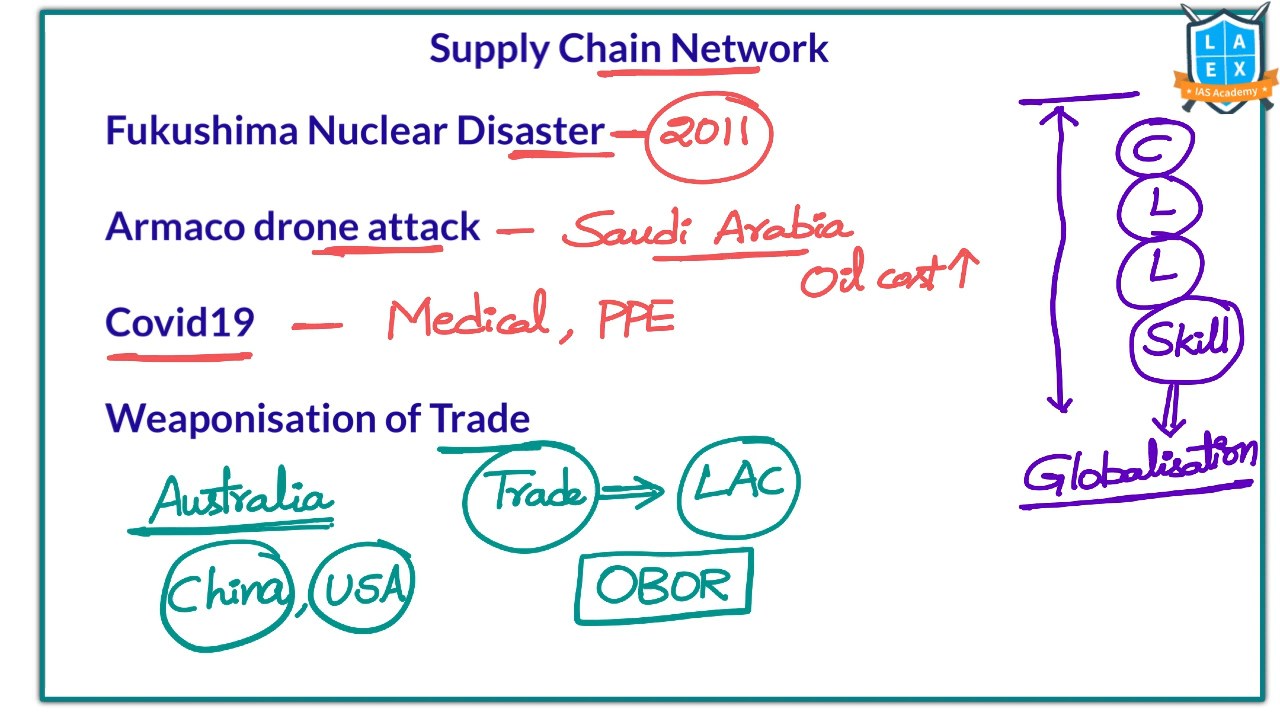 Supply Chain Network
Fukushima Nuclear Disaster — 2011
Armaco drone attack — Saudi Arabia
Oil cost ↑
Covid19 — Medical, PPE
Weaponisation of Trade
Australia
China, USA
Trade ⇒ LAC
OBOR
L A
E X
IAS Academy
C
L
L
Skill
Globalisation